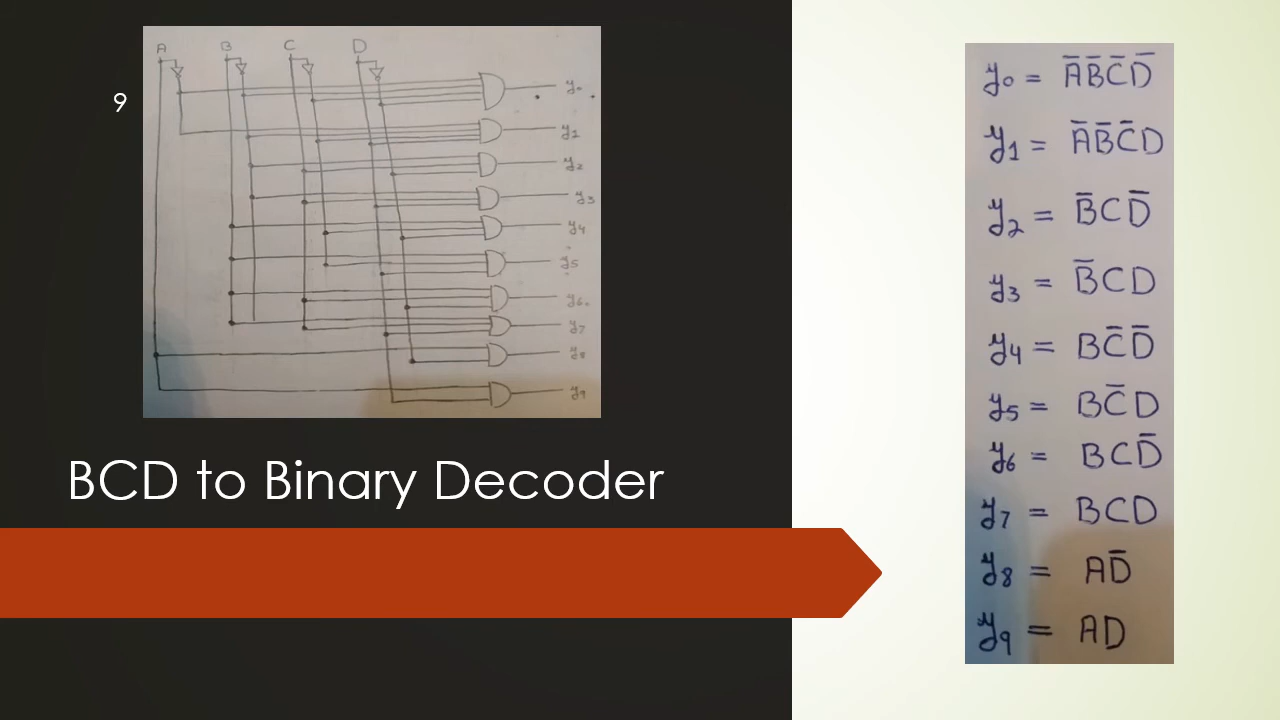 A B C D
9
y0
y1
y2
y3
y4
y5
y6
y7
y8
y9
BCD to Binary Decoder
y0 = A̅B̅C̅D̅
y1 = A̅B̅C̅D
y2 = B̅CD̅
y3 = B̅CD
y4 = BC̅D̅
y5 = BC̅D
y6 = BCD̅
y7 = BCD
y8 = AD̅
y9 = AD